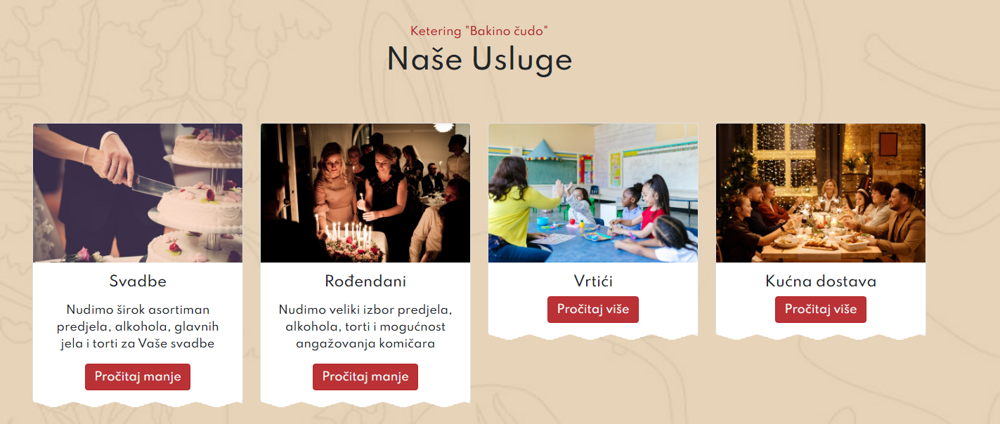 Ketering "Bakino čudo"
Naše Usluge
Svadbe
Nudimo širok asortiman
predjela, alkohola, glavnih
jela i torti za Vaše svadbe
Pročitaj manje
Rođendani
Nudimo veliki izbor predjela,
alkohola, torti i mogućnost
angažovanja komičara
Pročitaj manje
Vrtići
Pročitaj više
Kućna dostava
Pročitaj više